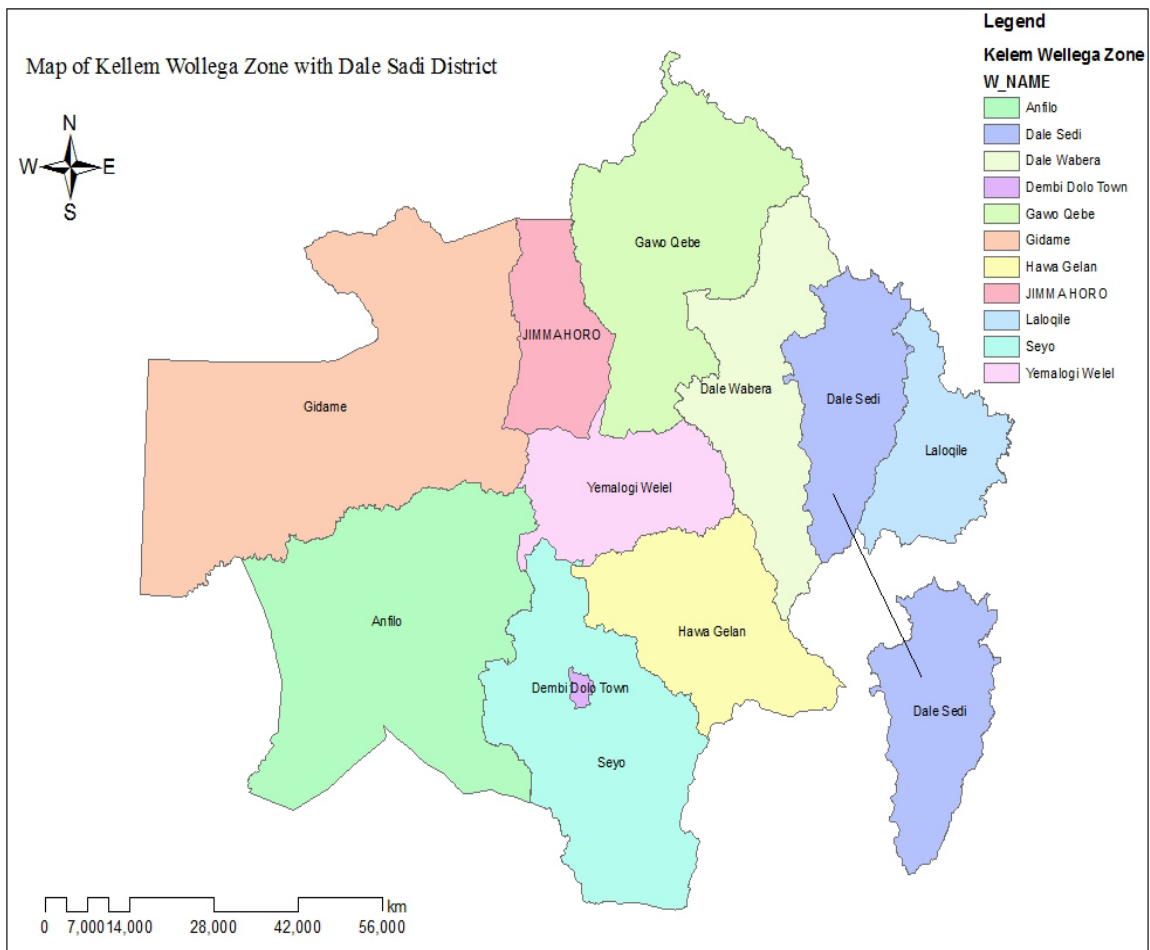 Map of Kellem Wollega Zone with Dale Sadi District
N
W E
S
Legend
Kelem Wellega Zone
W_NAME
Anfilo
Dale Sedi
Dale Wabera
Dembi Dolo Town
Gawo Qebe
Gidame
Hawa Gelan
JIMMA HORO
Laloqile
Seyo
Yemalogi Welel
Gawo Qebe
JIMMA HORO
Gidame
Dale Wabera
Dale Sedi
Laloqile
Yemalogi Welel
Anfilo
Hawa Gelan
Dembi Dolo Town
Seyo
Dale Sedi
km
0 7,000 14,000 28,000 42,000 56,000